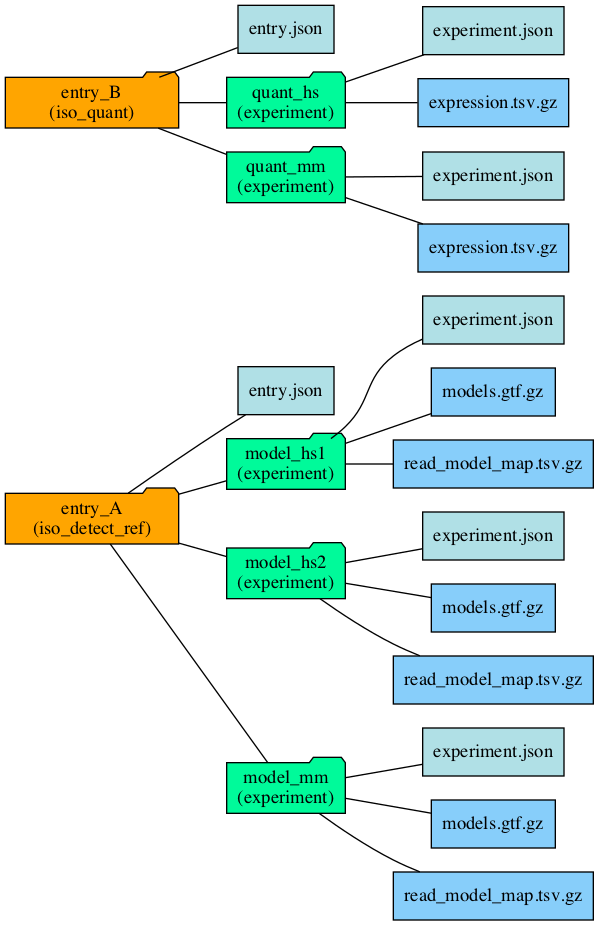 entry.json
experiment.json
entry_B
(iso_quant)
quant_hs
(experiment)
expression.tsv.gz
quant_mm
(experiment)
experiment.json
expression.tsv.gz
experiment.json
entry.json
models.gtf.gz
model_hs1
(experiment)
read_model_map.tsv.gz
entry_A
(iso_detect_ref)
experiment.json
model_hs2
(experiment)
models.gtf.gz
read_model_map.tsv.gz
experiment.json
model_mm
(experiment)
models.gtf.gz
read_model_map.tsv.gz